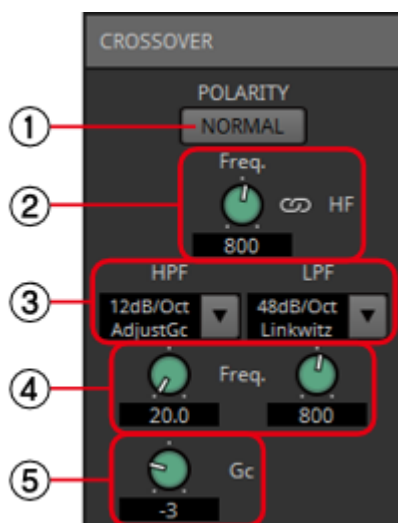 CROSSOVER
POLARITY
① NORMAL
Freq.
② HF
800
HPF LPF
③ 12dB/Oct 48dB/Oct
AdjustGc Linkwitz
④ Freq.
20.0 800
⑤ Gc
-3